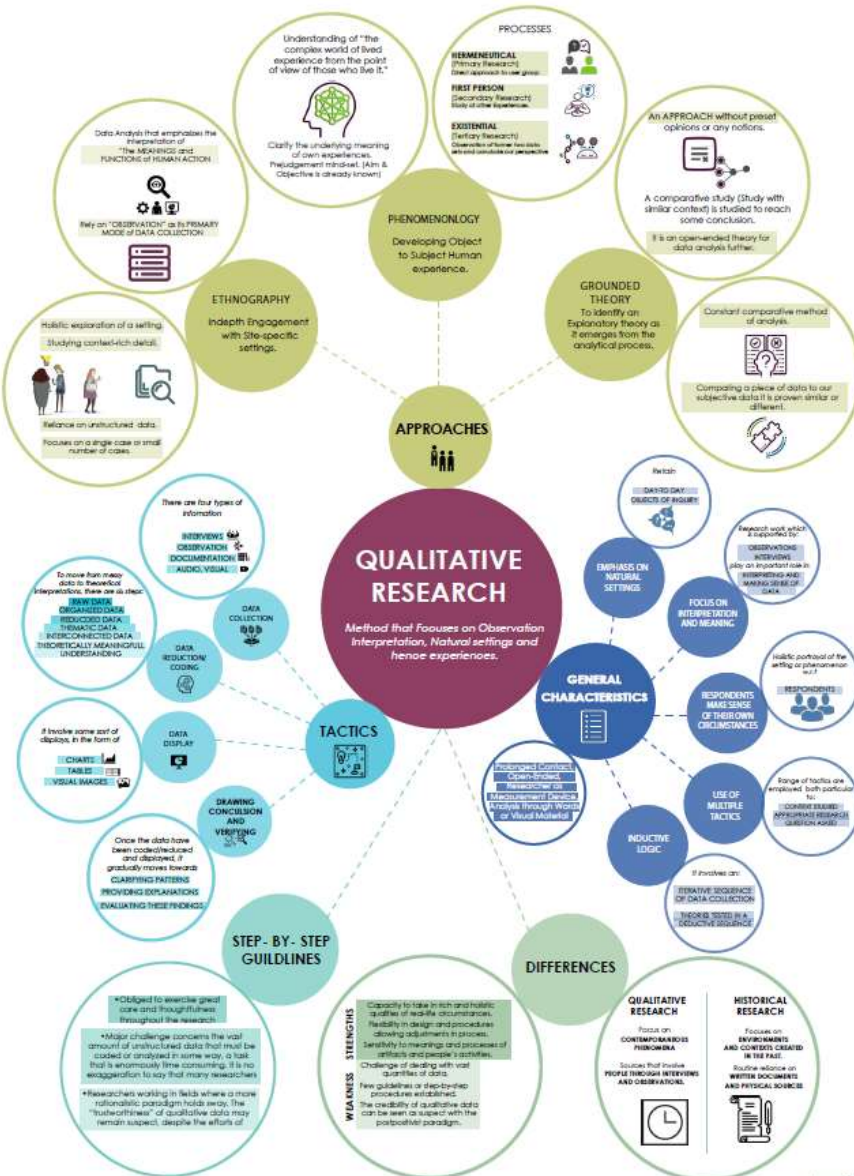 Understanding of "the
complex world of lived
experience from the point
of view of those who live it."
Clarify the underlying meaning
of own experiences.
Prejudgement mind-set. (Aim &
Objective is already known)
PROCESSES
HERMENEUTICAL
(Primary Research)
Direct approach to user group
FIRST PERSON
(Secondary Research)
Study of other Experiences.
EXISTENTIAL
(Tertiary Research)
Observation of former two data
sets and conclude our perspective
Data Analysis that emphasizes the
interpretation of
"The MEANINGS and
FUNCTIONS of HUMAN ACTION
Rely on "OBSERVATION" as its PRIMARY
MODE of DATA COLLECTION
An APPROACH without preset
opinions or any notions.
A comparative study (Study with
similar context) is studied to reach
some conclusion.
It is an open-ended theory for
data analysis further.
PHENOMENONLOGY
Developing Object
to Subject Human
experience.
ETHNOGRAPHY
Indepth Engagement
with Site-specific
settings.
GROUNDED
THEORY
To identify an
Explanatory theory as
it emerges from the
analytical process.
Holistic exploration of a setting.
Studying context-rich detail.
Reliance on unstructured data.
Focuses on a single case or small
number of cases.
Constant comparative method
of analysis.
Comparing a piece of data to our
subjective data it is proven similar or
different.
APPROACHES
QUALITATIVE
RESEARCH
Method that Focuses on Observation
Interpretation, Natural settings and
hence experiences.
There are four types of
information
INTERVIEWS
OBSERVATION
DOCUMENTATION
AUDIO, VISUAL
To move from messy
data to theoretical
interpretations, there are six steps:
RAW DATA
ORGANIZED DATA
REDUCDED DATA
THEMATIC DATA
INTERCONNECTED DATA
THEORETICALLY MEANINGFULL
UNDERSTANDING
DATA
COLLECTION
DATA
REDUCTION/
CODING
DATA
DISPLAY
TACTICS
It involve some sort of
displays, in the form of
CHARTS
TABLES
VISUAL IMAGES
DRAWING
CONCULSION
AND
VERIFYING
Once the data have
been coded/reduced
and displayed, it
gradually moves towards
CLARIFYING PATTERNS
PROVIDING EXPLANATIONS
EVALUATING THESE FINDINGS
Retain
DAY-TO DAY
OBJECTS OF INQUIRY
EMPHASIS ON
NATURAL
SETTINGS
Research work which
is supported by:
OBSERVATIONS
INTERVIEWS
play an important role in
INTERPRETING AND
MAKING SENSE OF
DATA
FOCUS ON
INTERPRETATION
AND MEANING
GENERAL
CHARACTERISTICS
Holistic portrayal of the
setting or phenomenon
w.r.t
RESPONDENTS
RESPONDENTS
MAKE SENSE
OF THEIR OWN
CIRCUMSTANCES
Prolonged Contact,
Open-Ended,
Researcher as
Measurement Device,
Analysis through Words
or Visual Material
USE OF
MULTIPLE
TACTICS
Range of tactics are
employed both particular
to:
CONTEXT STUDIED
APPROPRIATE RESEARCH
QUESTION ASKED
INDUCTIVE
LOGIC
It involves an:
ITERATIVE SEQUENCE
OF DATA COLLECTION
THEORIES TESTED IN A
DEDUCTIVE SEQUENCE
STEP- BY- STEP
GUILDLINES
•Obliged to exercise great
care and thoughtfulness
throughout the research
•Major challenge concerns the vast
amount of unstructured data that must be
coded or analyzed in some way, a task
that is enormously time consuming. It is no
exaggeration to say that many researchers
•Researchers working in fields where a more
rationalistic paradigm holds sway. The
"trustworthiness" of qualitative data may
remain suspect, despite the efforts of
DIFFERENCES
STRENGTHS
Capacity to take in rich and holistic
qualities of real-life circumstances.
Flexibility in design and procedures
allowing adjustments in process.
Sensitivity to meanings and processes of
artifacts and people's activities.
WEAKNESS
Challenge of dealing with vast
quantities of data.
Few guidelines or step-by-step
procedures established.
The credibility of qualitative data
can be seen as suspect with the
postpositivist paradigm.
QUALITATIVE
RESEARCH
Focus on
CONTEMPORANEOUS
PHENOMENA
Sources that involve
PEOPLE THROUGH INTERVIEWS
AND OBSERVATIONS.
HISTORICAL
RESEARCH
Focuses on
ENVIRONMENTS
AND CONTEXTS CREATED
IN THE PAST.
Routine reliance on
WRITTEN DOCUMENTS
AND PHYSICAL SOURCES